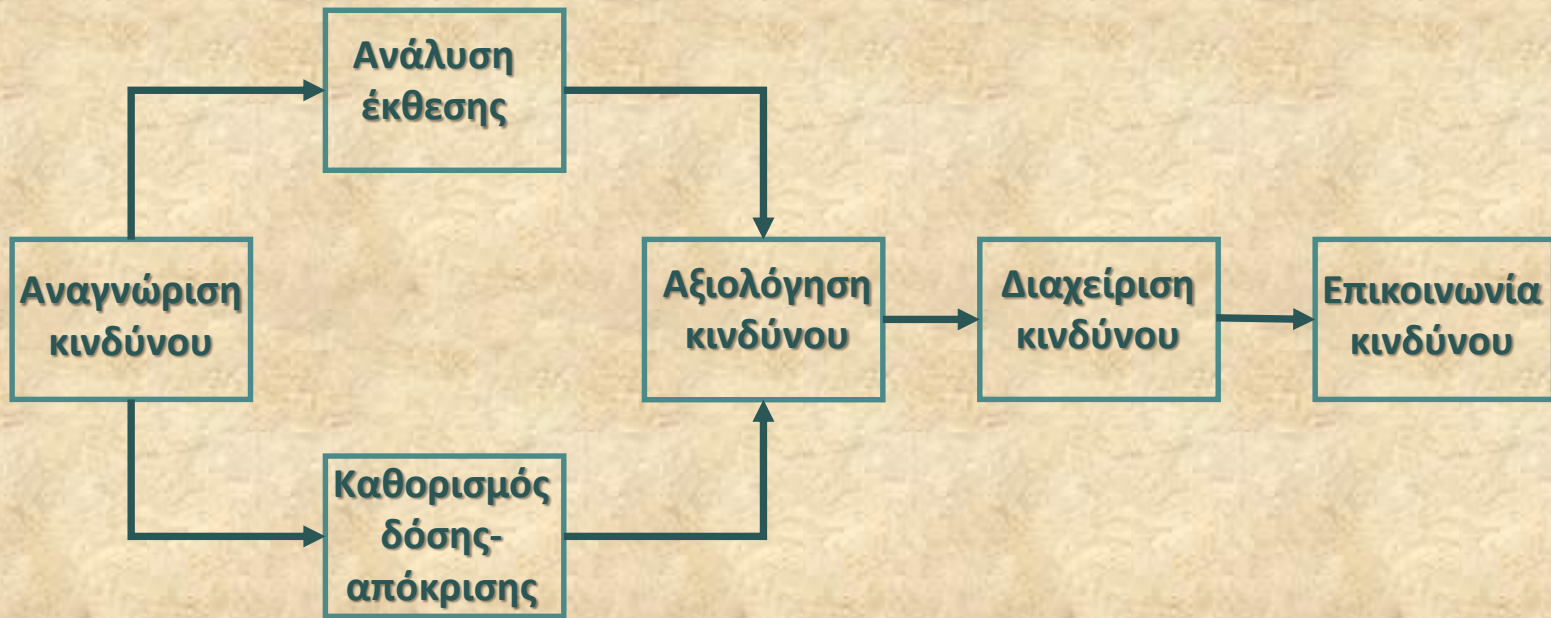 Ανάλυση
έκθεσης
Αναγνώριση
κινδύνου
Αξιολόγηση
κινδύνου
Διαχείριση
κινδύνου
Επικοινωνία
κινδύνου
Καθορισμός
δόσης-
απόκρισης